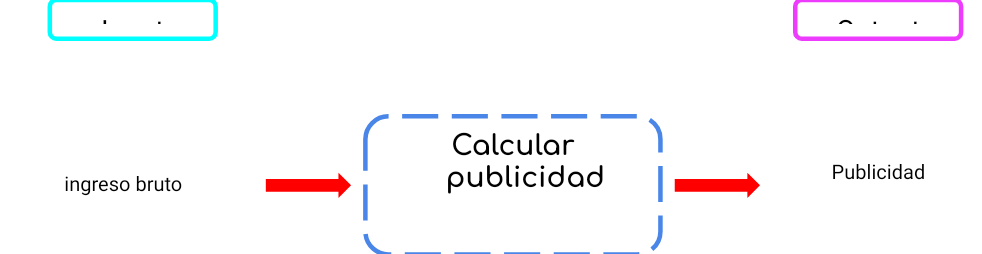 Calcular
publicidad
ingreso bruto
Publicidad